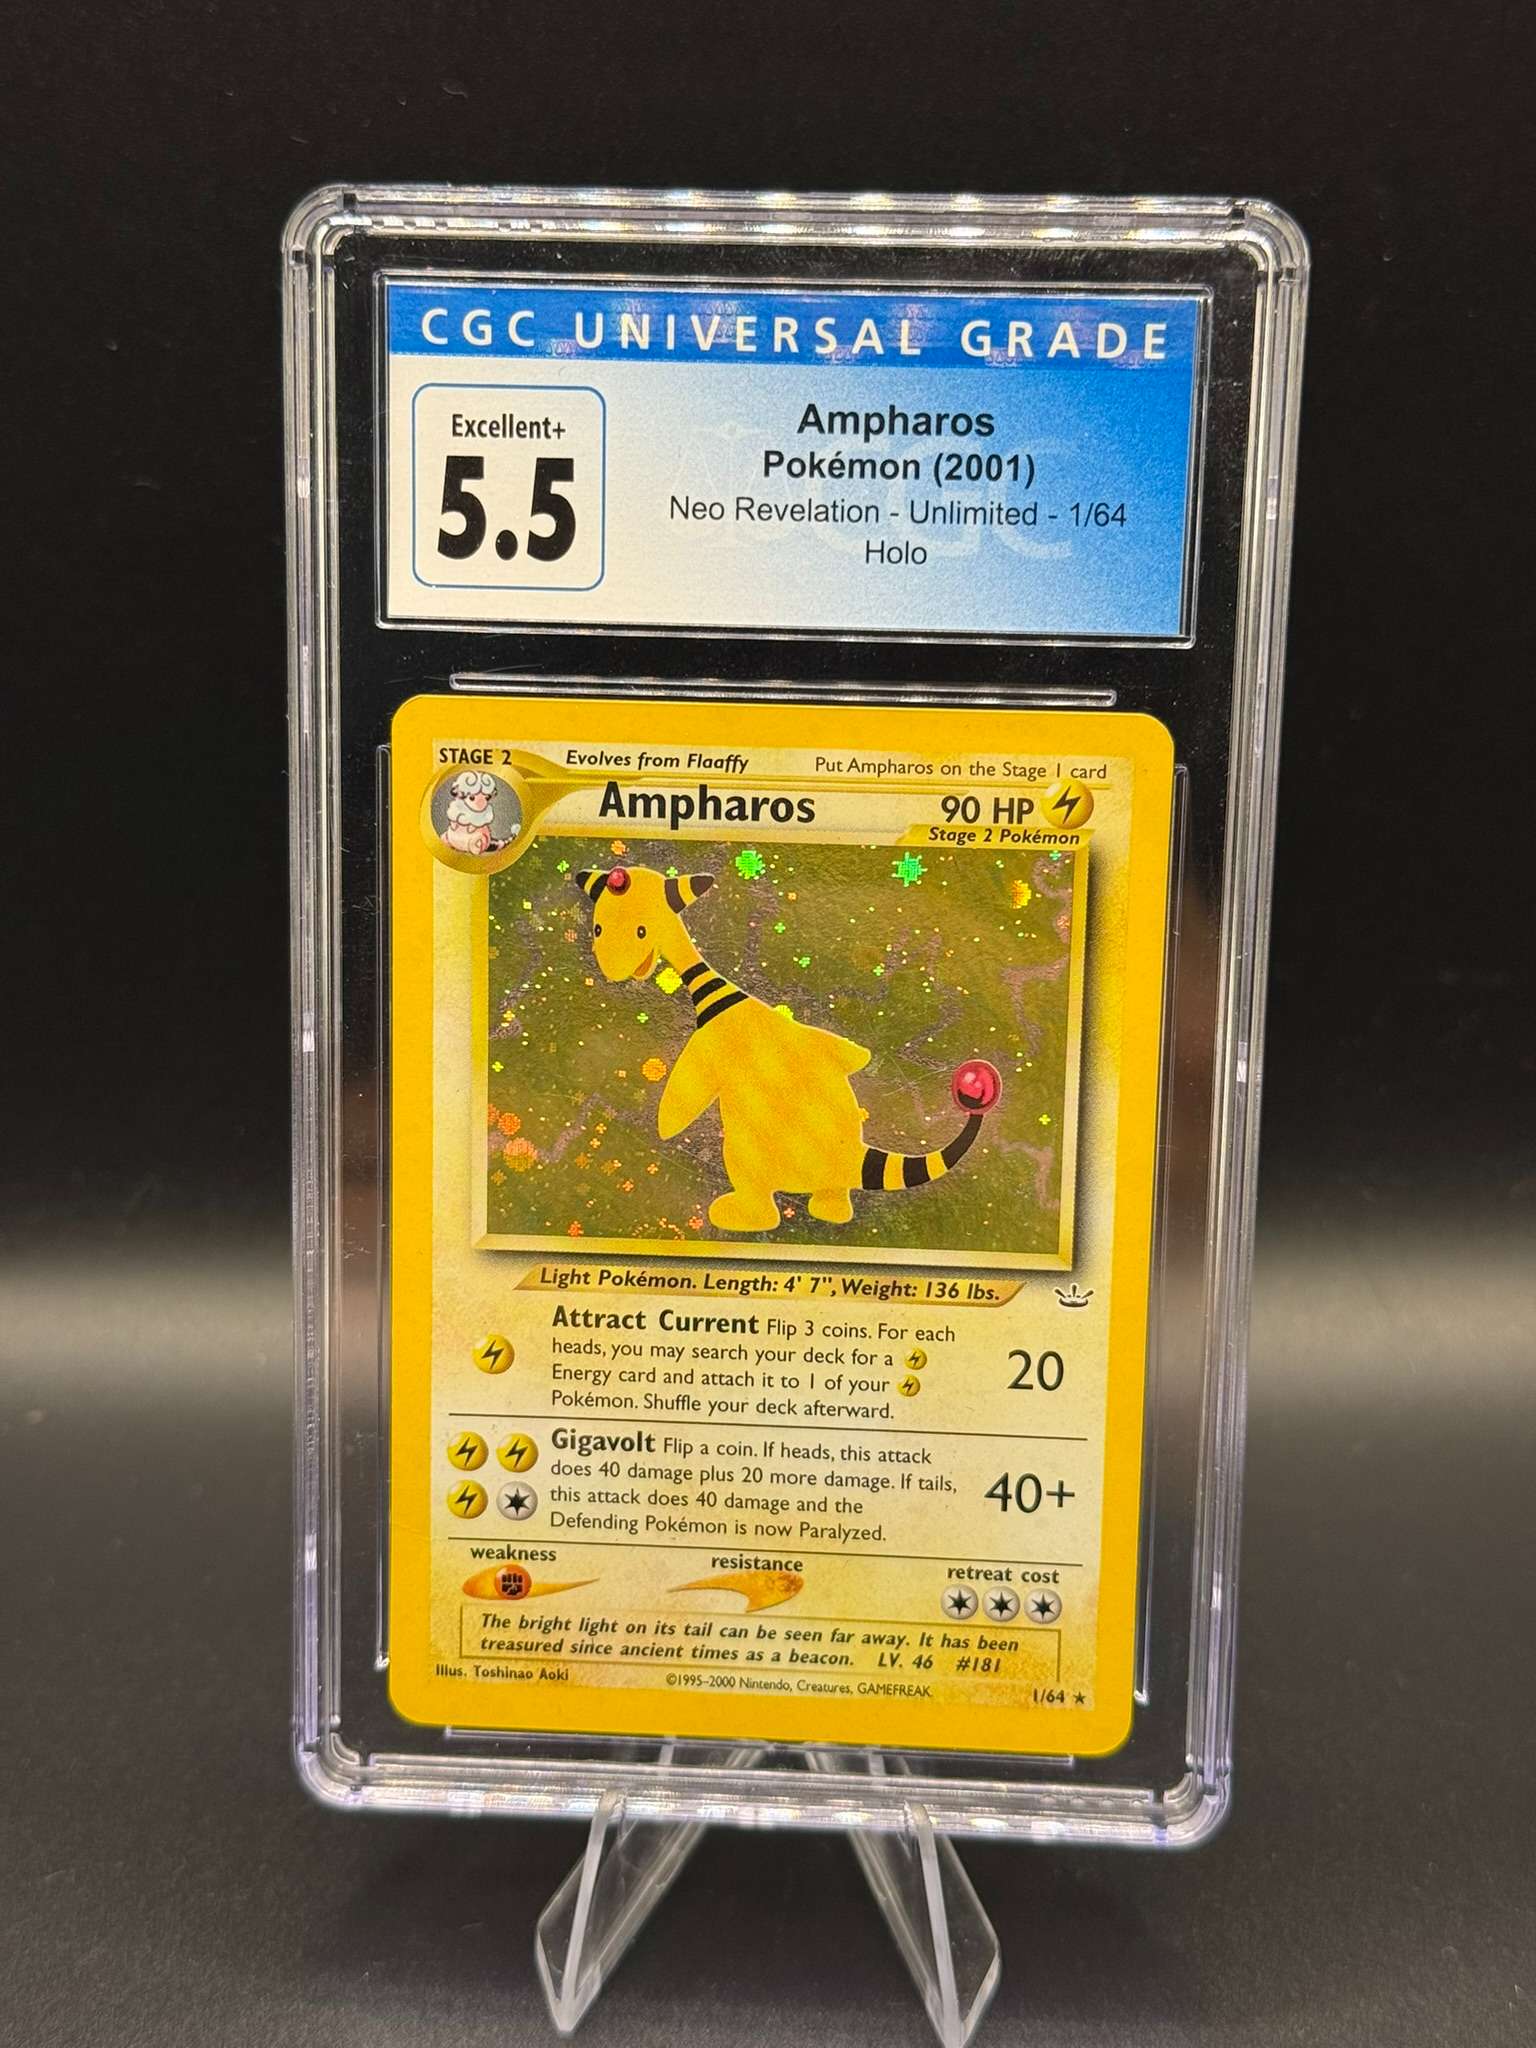 CGC UNIVERSAL GRADE
Excellent+
5.5
Ampharos
Pokémon (2001)
Neo Revelation - Unlimited - 1/64
Holo
STAGE 2
Evolves from Flaaffy
Put Ampharos on the Stage 1 card
Ampharos
90 HP
Stage 2 Pokémon
Light Pokémon. Length: 4' 7", Weight: 136 lbs.
Attract Current Flip 3 coins. For each
heads, you may search your deck for a
Energy card and attach it to 1 of your
Pokémon. Shuffle your deck afterward.
20
Gigavolt Flip a coin. If heads, this attack
does 40 damage plus 20 more damage. If tails,
this attack does 40 damage and the
Defending Pokémon is now Paralyzed.
40+
weakness
resistance
retreat cost
The bright light on its tail can be seen far away. It has been
treasured since ancient times as a beacon. LV. 46 #181
Illus. Toshinao Aoki
©1995-2000 Nintendo, Creatures, GAMEFREAK.
1/64 ★